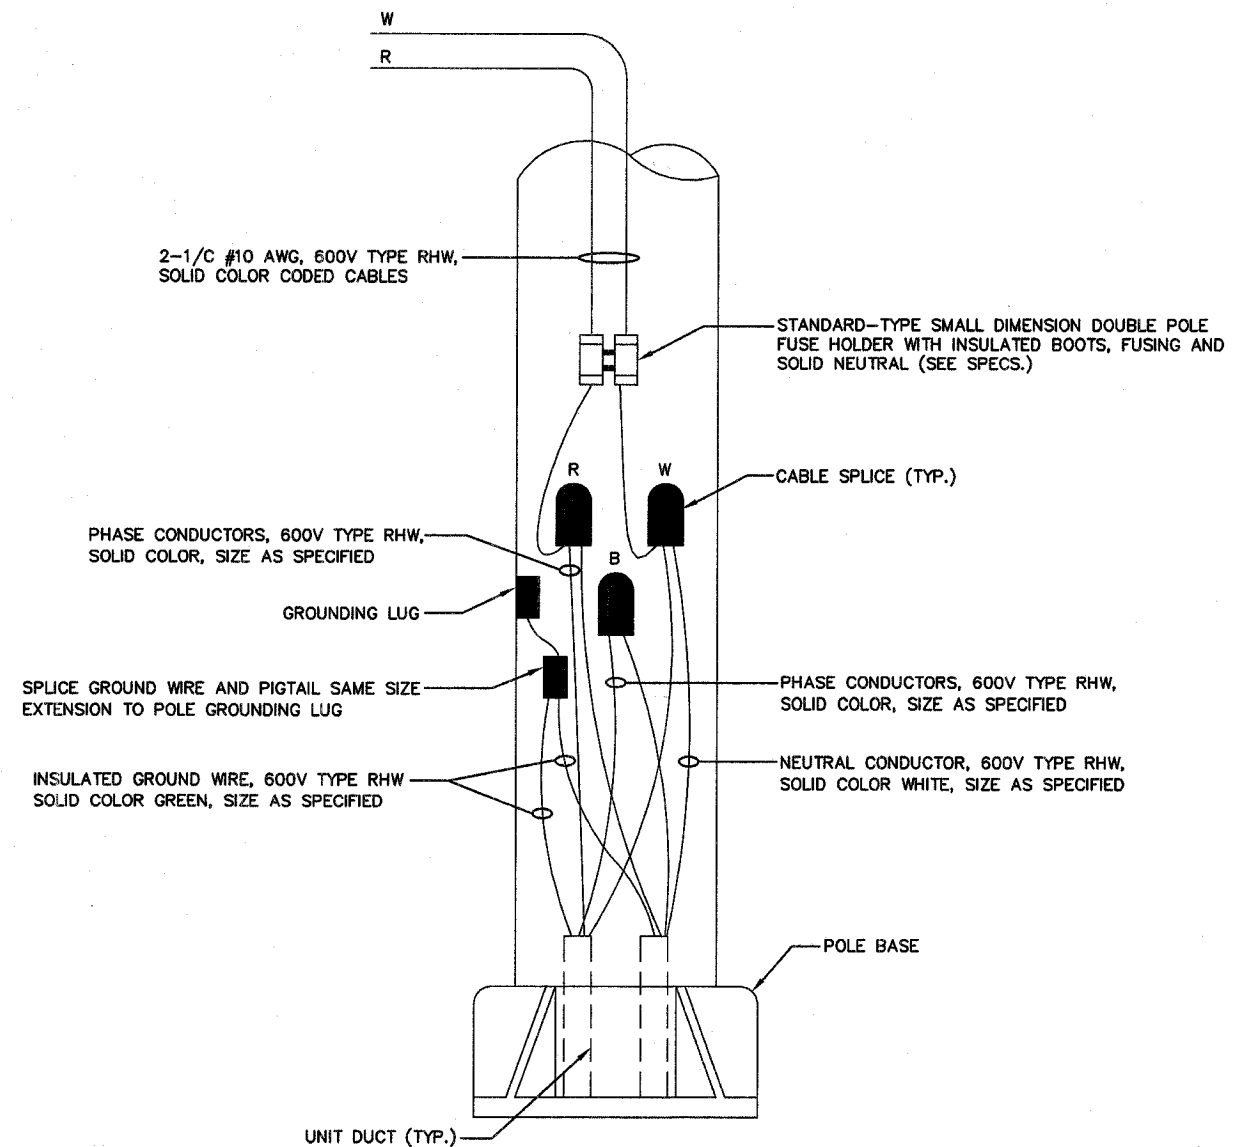 W
R
2-1/C #10 AWG, 600V TYPE RHW,
SOLID COLOR CODED CABLES
STANDARD-TYPE SMALL DIMENSION DOUBLE POLE
FUSE HOLDER WITH INSULATED BOOTS, FUSING AND
SOLID NEUTRAL (SEE SPECS.)
R
W
CABLE SPLICE (TYP.)
PHASE CONDUCTORS, 600V TYPE RHW,
SOLID COLOR, SIZE AS SPECIFIED
B
GROUNDING LUG
SPLICE GROUND WIRE AND PIGTAIL SAME SIZE
EXTENSION TO POLE GROUNDING LUG
PHASE CONDUCTORS, 600V TYPE RHW,
SOLID COLOR, SIZE AS SPECIFIED
INSULATED GROUND WIRE, 600V TYPE RHW
SOLID COLOR GREEN, SIZE AS SPECIFIED
NEUTRAL CONDUCTOR, 600V TYPE RHW,
SOLID COLOR WHITE, SIZE AS SPECIFIED
POLE BASE
UNIT DUCT (TYP.)